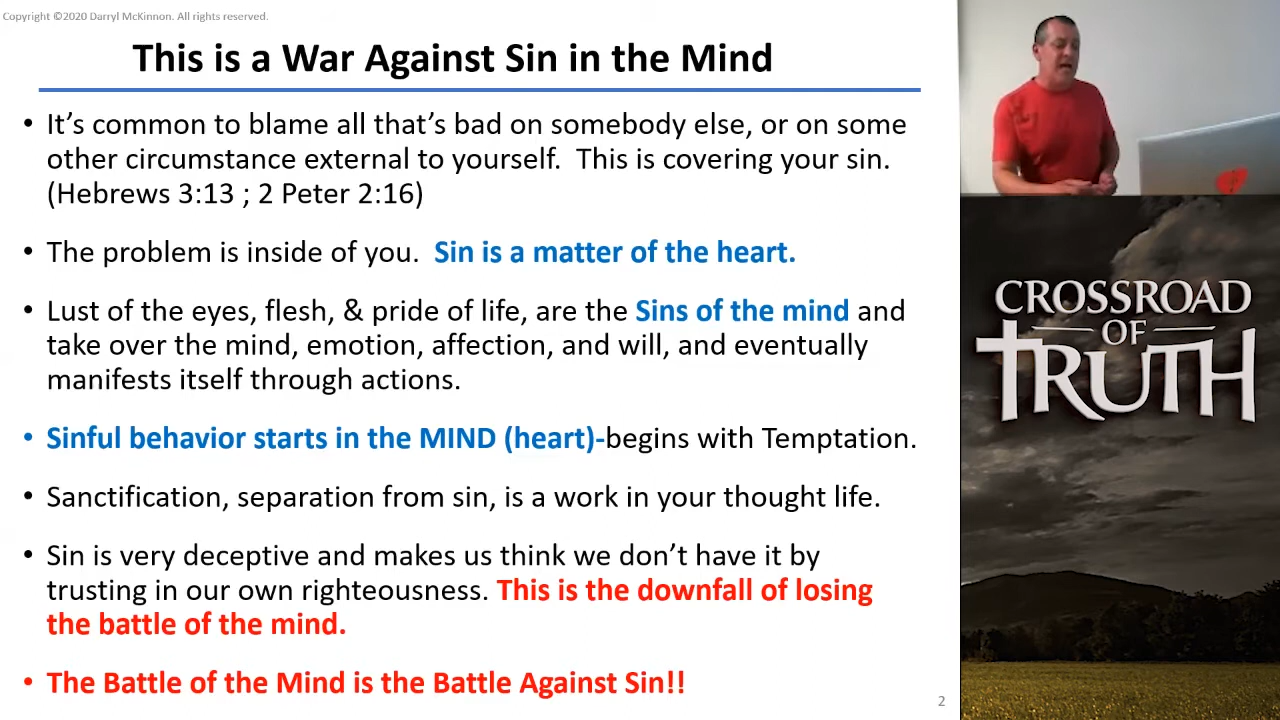 Copyright ©2020 Darryl McKinnon. All rights reserved.
This is a War Against Sin in the Mind
• It’s common to blame all that’s bad on somebody else, or on some
other circumstance external to yourself.  This is covering your sin.
(Hebrews 3:13 ; 2 Peter 2:16)
• The problem is inside of you.  Sin is a matter of the heart.
• Lust of the eyes, flesh, & pride of life, are the Sins of the mind and
take over the mind, emotion, affection, and will, and eventually
manifests itself through actions.
• Sinful behavior starts in the MIND (heart)-begins with Temptation.
• Sanctification, separation from sin, is a work in your thought life.
• Sin is very deceptive and makes us think we don’t have it by
trusting in our own righteousness. This is the downfall of losing
the battle of the mind.
• The Battle of the Mind is the Battle Against Sin!!
2
CROSSROAD
OF
TRUTH